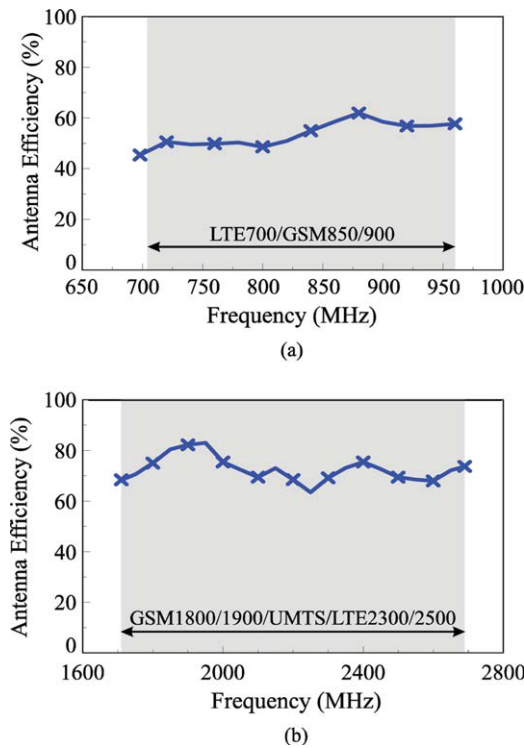 100
80
60
40
20
0
Antenna Efficiency (%)
LTE700/GSM850/900
650 700 750 800 850 900 950 1000
Frequency (MHz)
(a)
100
80
60
40
20
0
Antenna Efficiency (%)
GSM1800/1900/UMTS/LTE2300/2500
1600 2000 2400 2800
Frequency (MHz)
(b)